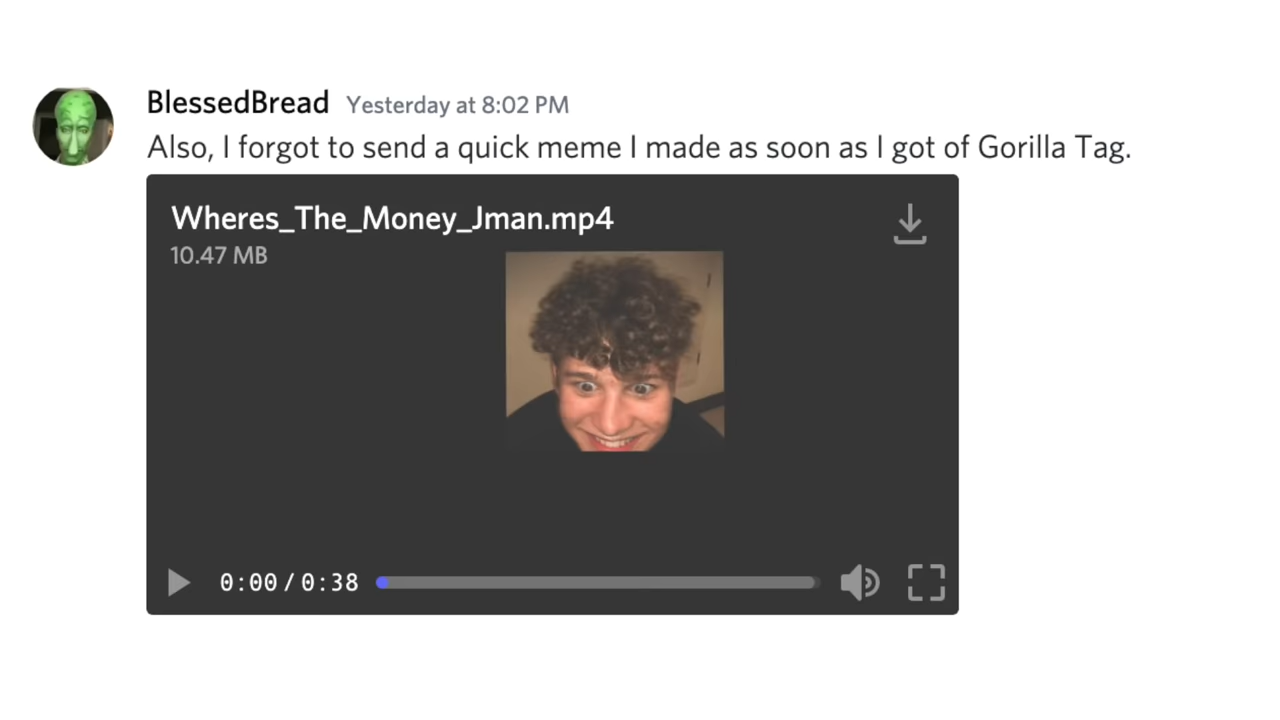 BlessedBread Yesterday at 8:02 PM
Also, I forgot to send a quick meme I made as soon as I got of Gorilla Tag.
Wheres_The_Money_Jman.mp4
10.47 MB
0:00/0:38